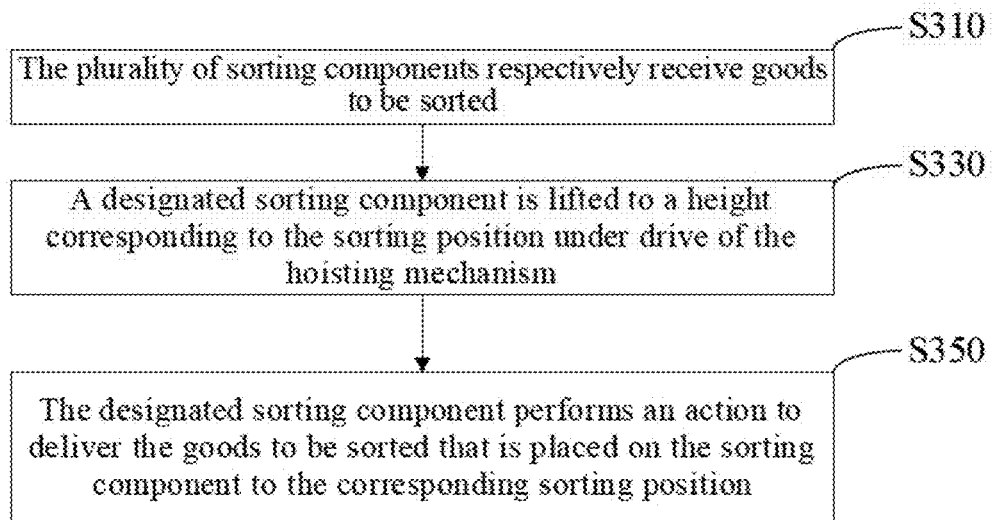 S310
The plurality of sorting components respectively receive goods
to be sorted
S330
A designated sorting component is lifted to a height
corresponding to the sorting position under drive of the
hoisting mechanism
S350
The designated sorting component performs an action to
deliver the goods to be sorted that is placed on the sorting
component to the corresponding sorting position